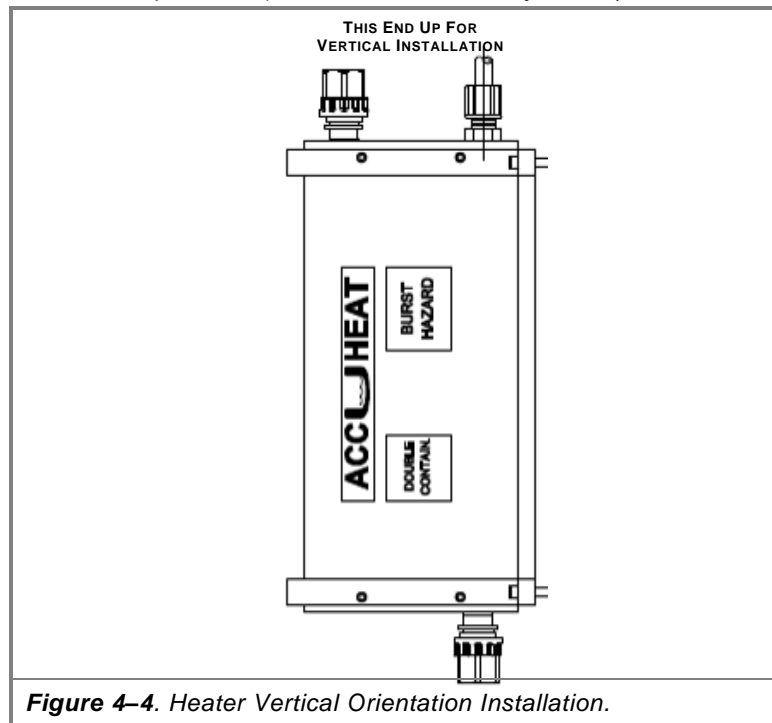 THIS END UP FOR
VERTICAL INSTALLATION
ACCUHEAT
BURST
HAZARD
DOUBLE
CONTAIN.
Figure 4–4. Heater Vertical Orientation Installation.